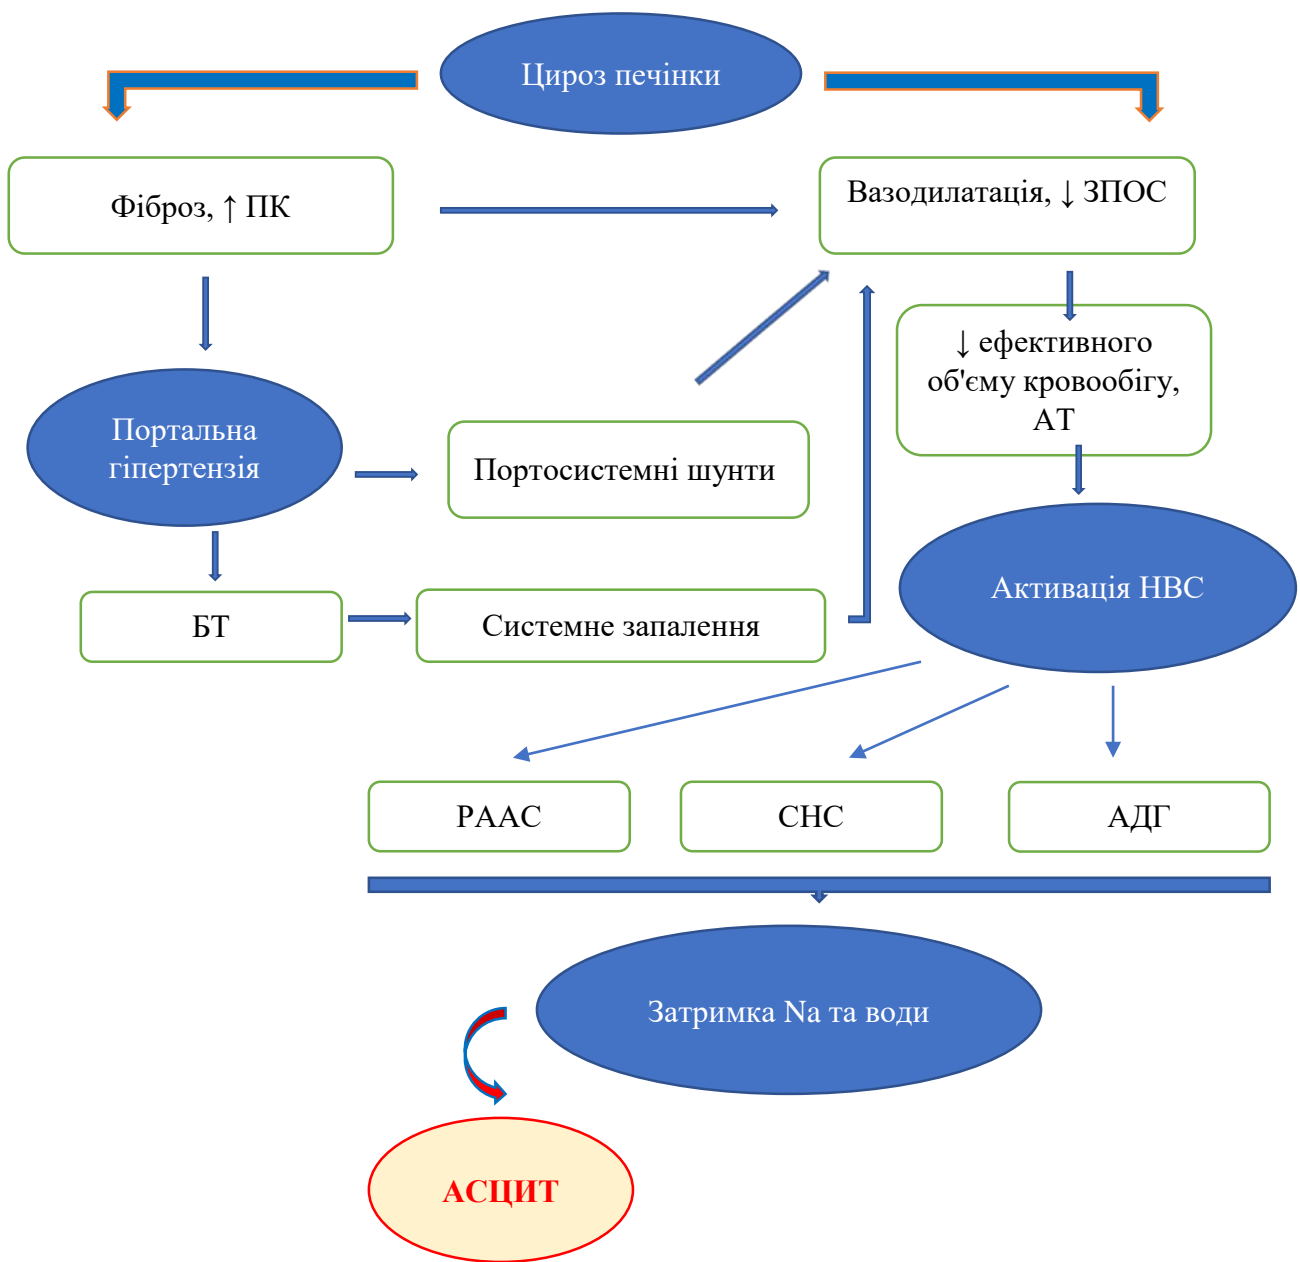 Цироз печінки
Фіброз, ↑ ПК
Вазодилатація, ↓ ЗПОС
↓ ефективного
об'єму кровообігу,
АТ
Портальна
гіпертензія
Портосистемні шунти
Активація НВС
БТ
Системне запалення
РААС
СНС
АДГ
Затримка Na та води
АСЦИТ